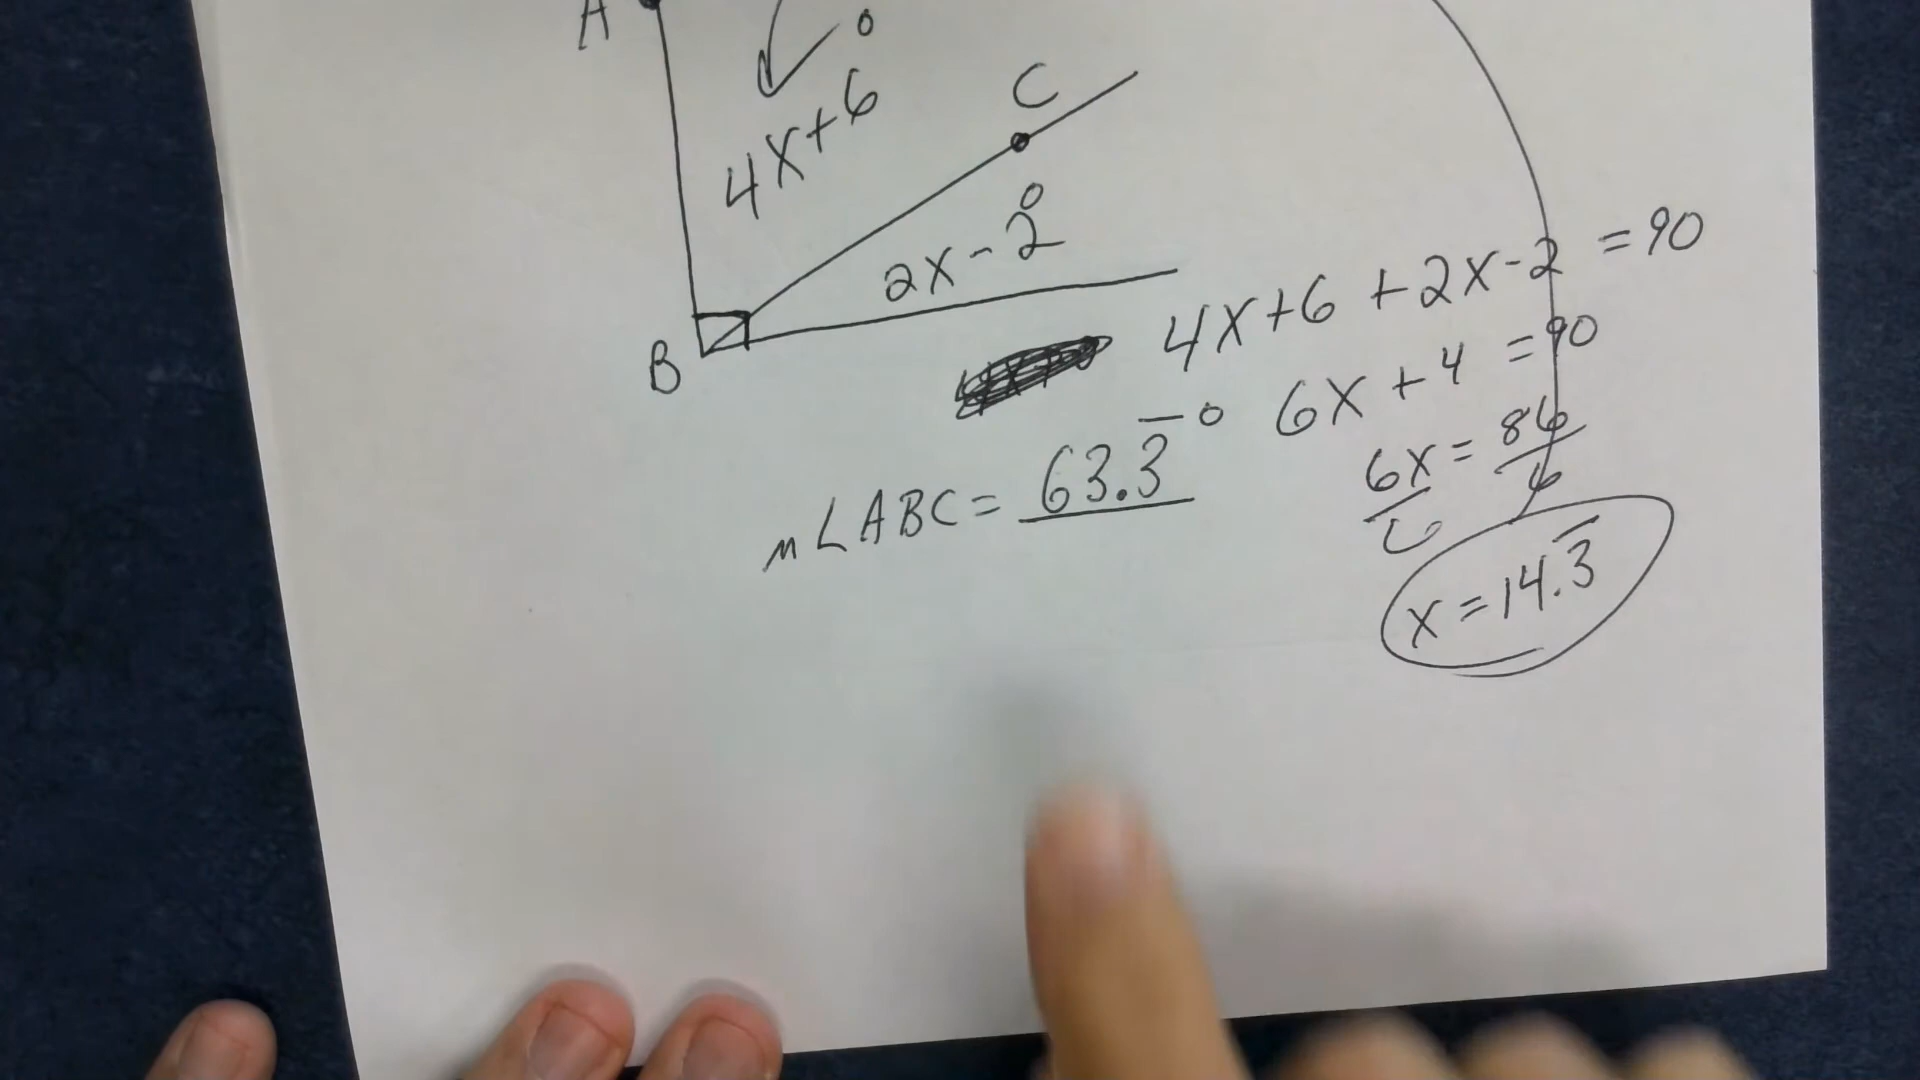 A
4x+6°
C
2x-2°
B
4x+6 +2x-2 =90
6x+4 =90
6x = 86
6 6
x = 14.3̅
m∠ABC = 63.3̅°